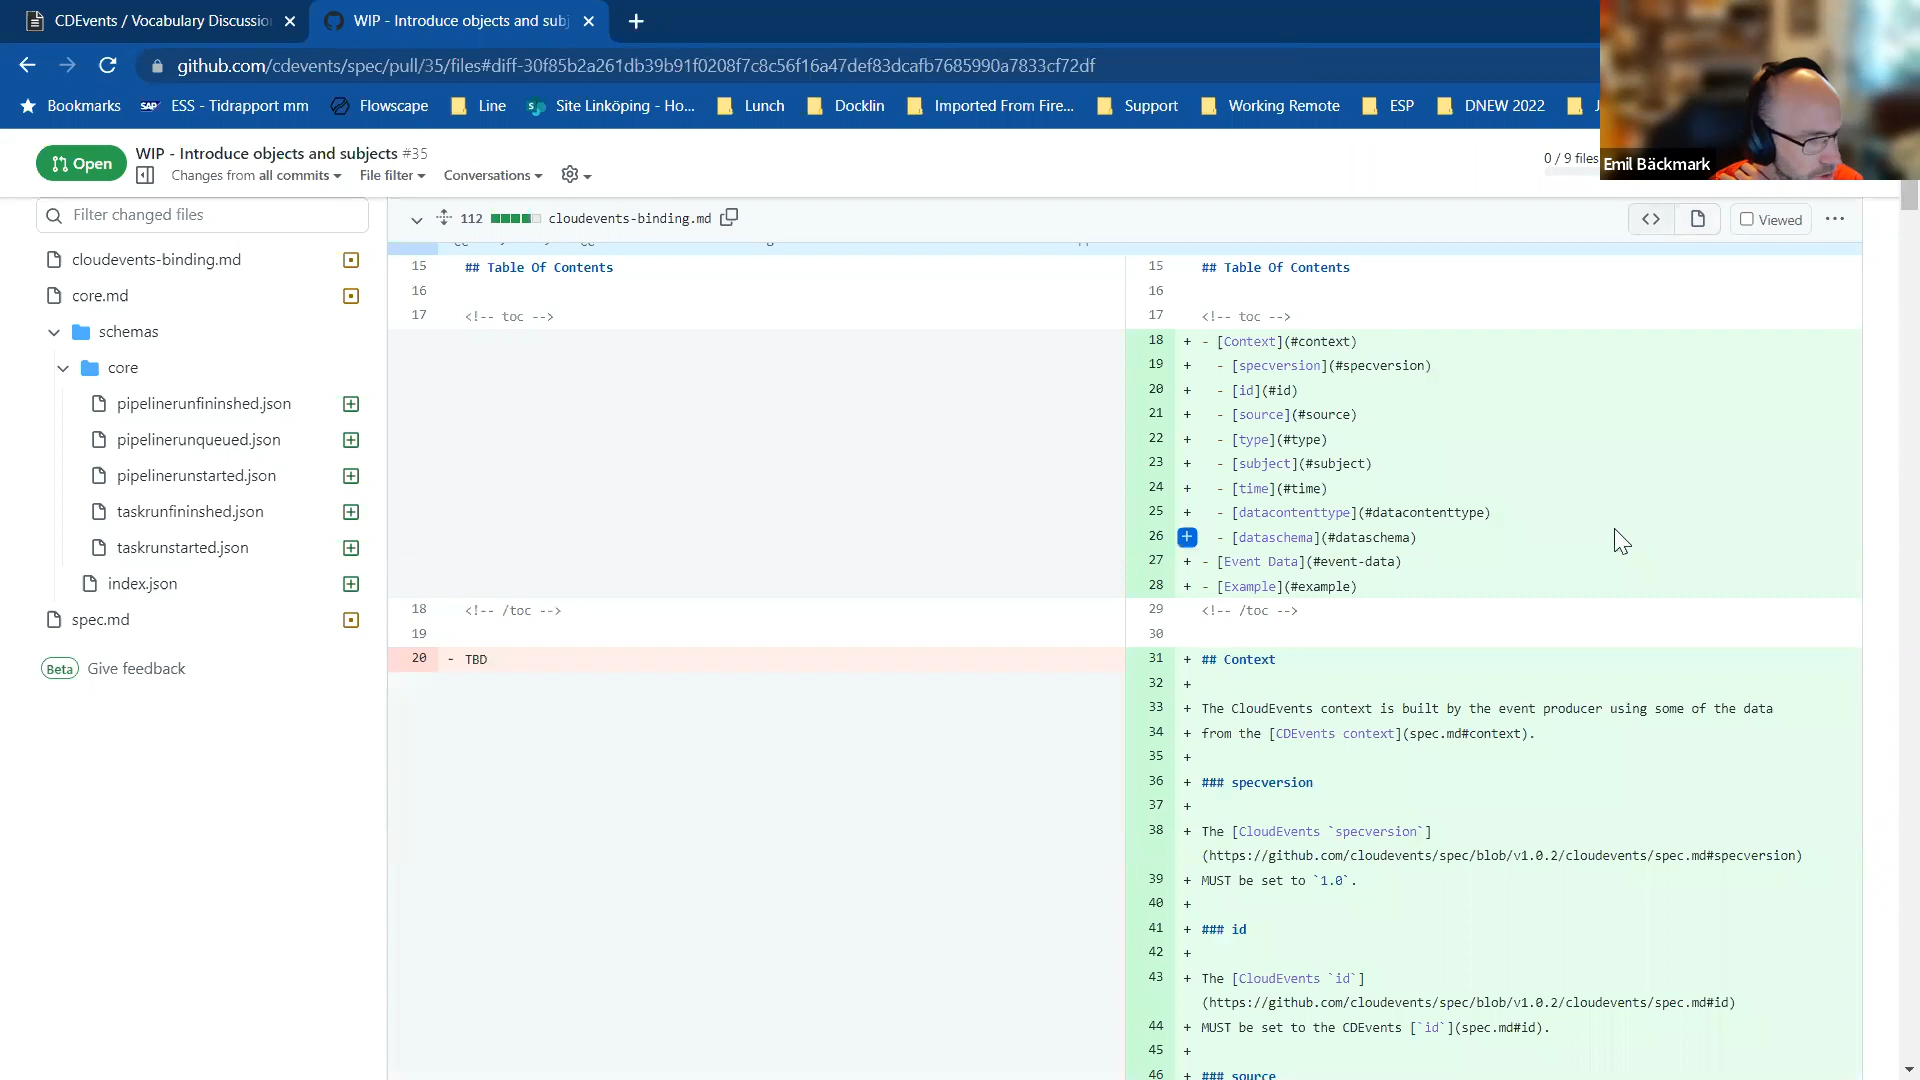 CDEvents / Vocabulary Discussio
WIP - Introduce objects and subj
github.com/cdevents/spec/pull/35/files#diff-30f85b2a261db39b91f0208f7c8c56f16a47def83dcafb7685990a7833cf72df
Bookmarks ESS - Tidrapport mm Flowscape Line Site Linköping - Ho... Lunch Docklin Imported From Fire... Support Working Remote ESP DNEW 2022
Emil Bäckmark
Open
WIP - Introduce objects and subjects #35
Changes from all commits File filter Conversations
0 / 9 files
Filter changed files
cloudevents-binding.md
core.md
schemas
core
pipelinerunfininshed.json
pipelinerunqueued.json
pipelinerunstarted.json
taskrunfininshed.json
taskrunstarted.json
index.json
spec.md
Beta Give feedback
112 cloudevents-binding.md
Viewed
15 ## Table Of Contents
16
17 <!-- toc -->
18 <!-- /toc -->
19
20 - TBD
15 ## Table Of Contents
16
17 <!-- toc -->
18 + - [Context](#context)
19 + - [specversion](#specversion)
20 + - [id](#id)
21 + - [source](#source)
22 + - [type](#type)
23 + - [subject](#subject)
24 + - [time](#time)
25 + - [datacontenttype](#datacontenttype)
26 + - [dataschema](#dataschema)
27 + - [Event Data](#event-data)
28 + - [Example](#example)
29 <!-- /toc -->
30
31 + ## Context
32 +
33 + The CloudEvents context is built by the event producer using some of the data
34 + from the [CDEvents context](spec.md#context).
35 +
36 + ### specversion
37 +
38 + The [CloudEvents `specversion`]
(https://github.com/cloudevents/spec/blob/v1.0.2/cloudevents/spec.md#specversion)
39 + MUST be set to `1.0`.
40 +
41 + ### id
42 +
43 + The [CloudEvents `id`]
(https://github.com/cloudevents/spec/blob/v1.0.2/cloudevents/spec.md#id)
44 + MUST be set to the CDEvents [`id`](spec.md#id).
45 +
46 + ### source